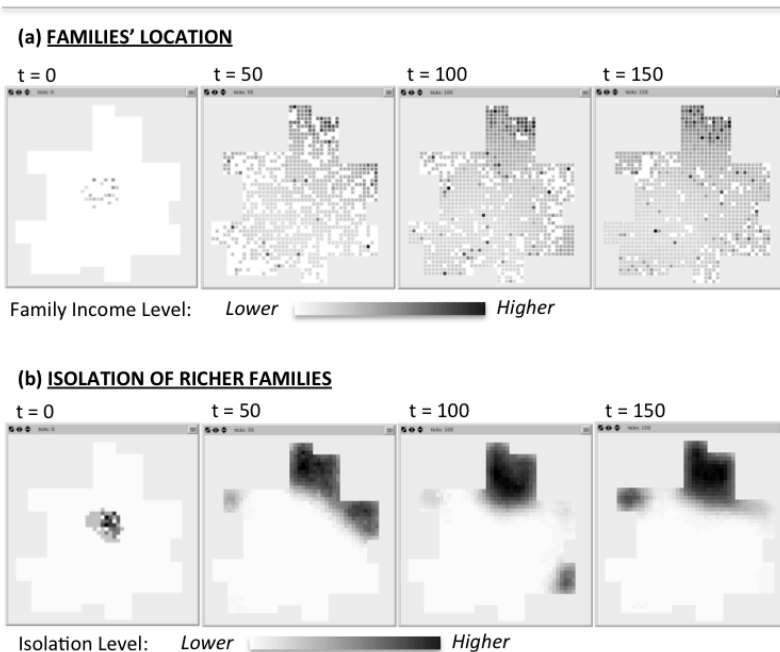 (a) FAMILIES' LOCATION
t = 0 t = 50 t = 100 t = 150
Family Income Level: Lower Higher
(b) ISOLATION OF RICHER FAMILIES
t = 0 t = 50 t = 100 t = 150
Isolation Level: Lower Higher